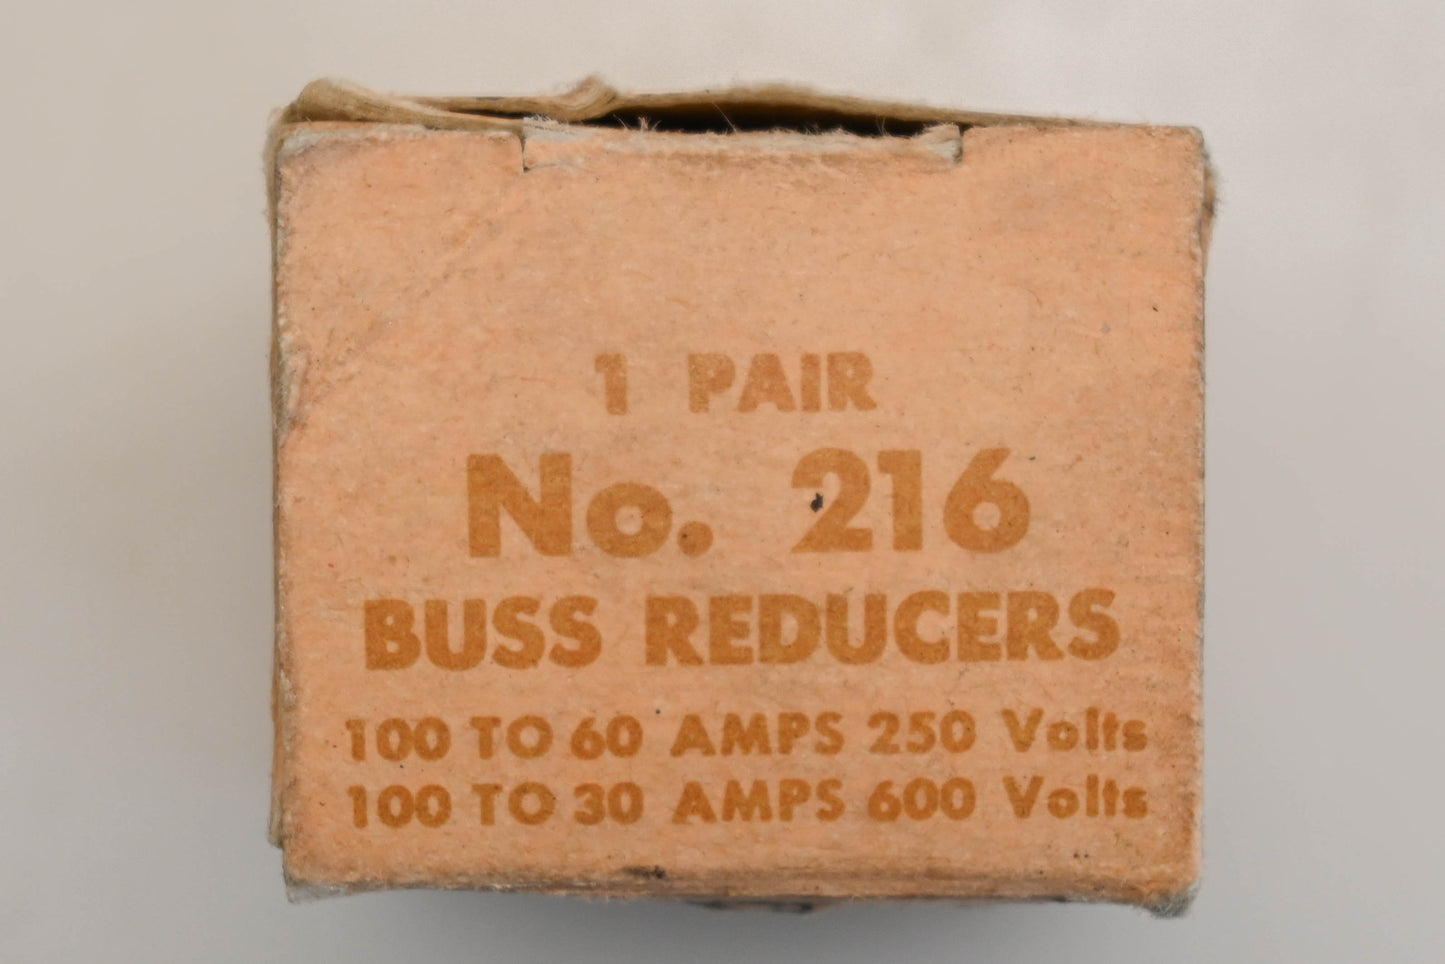 1 PAIR
No. 216
BUSS REDUCERS
100 TO 60 AMPS 250 Volts
100 TO 30 AMPS 600 Volts